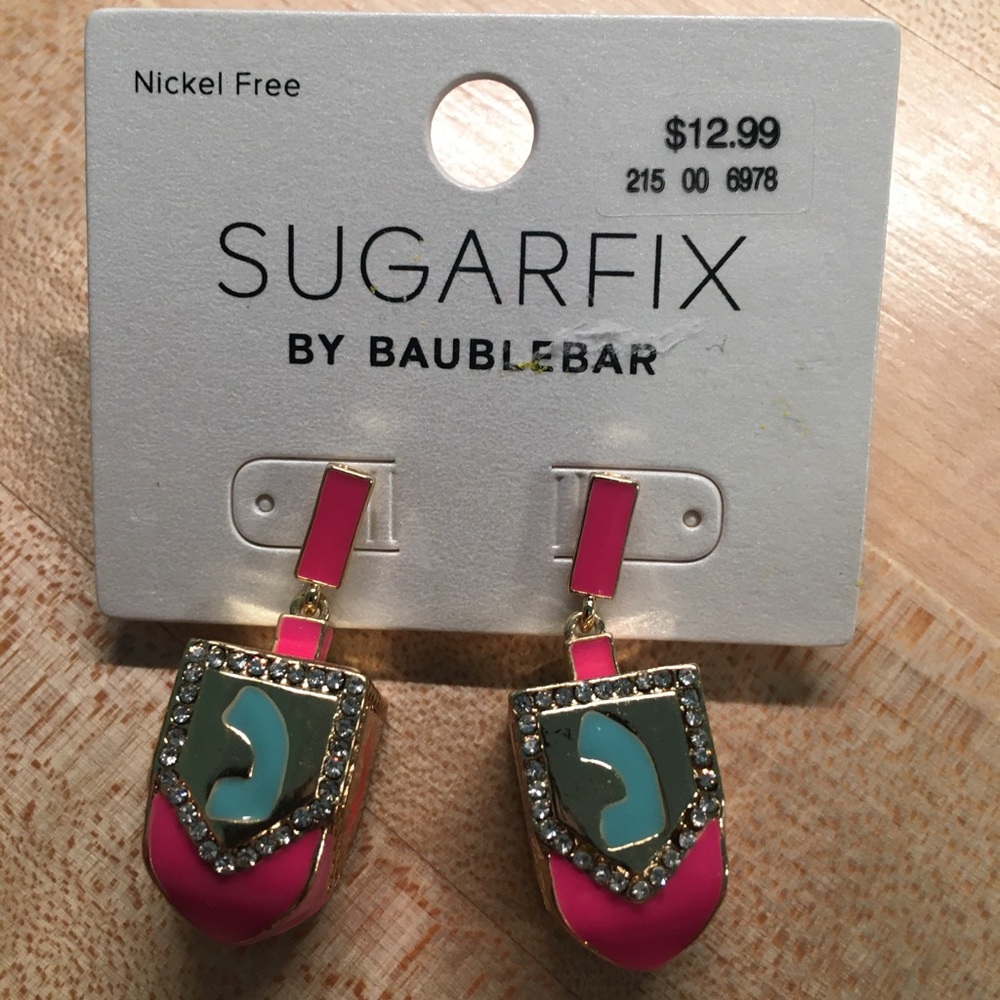 Nickel Free
$12.99
215 00 6978
SUGARFIX
BY BAUBLEBAR
נ נ